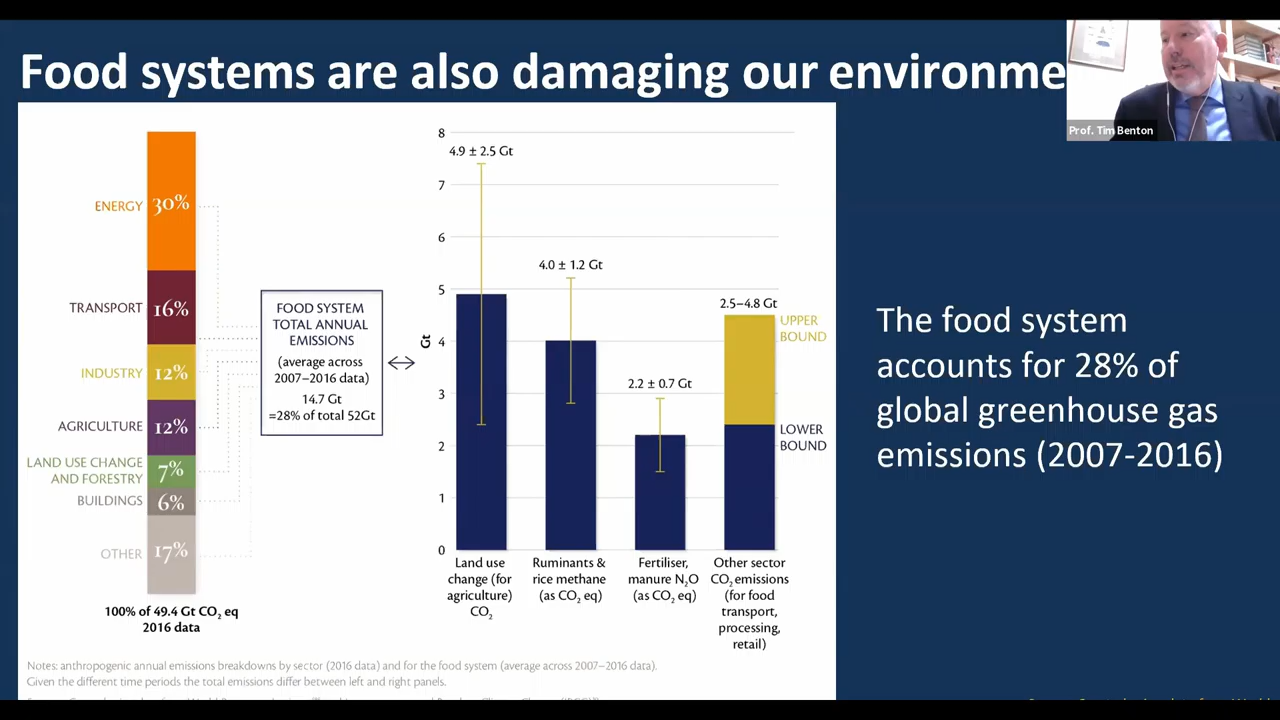 Food systems are also damaging our environme
Prof. Tim Benton
ENERGY
30%
TRANSPORT
16%
INDUSTRY
12%
AGRICULTURE
12%
LAND USE CHANGE
AND FORESTRY
7%
BUILDINGS
6%
OTHER
17%
100% of 49.4 Gt CO₂ eq
2016 data
FOOD SYSTEM
TOTAL ANNUAL
EMISSIONS
(average across
2007–2016 data)
14.7 Gt
=28% of total 52Gt
Gt
8
7
6
5
4
3
2
1
0
4.9 ± 2.5 Gt
4.0 ± 1.2 Gt
2.2 ± 0.7 Gt
2.5–4.8 Gt
UPPER
BOUND
LOWER
BOUND
Land use
change (for
agriculture)
CO₂
Ruminants &
rice methane
(as CO₂ eq)
Fertiliser,
manure N₂O
(as CO₂ eq)
Other sector
CO₂ emissions
(for food
transport,
processing,
retail)
Notes: anthropogenic annual emissions breakdowns by sector (2016 data) and for the food system (average across 2007–2016 data).
Given the different time periods the total emissions differ between left and right panels.
The food system
accounts for 28% of
global greenhouse gas
emissions (2007-2016)